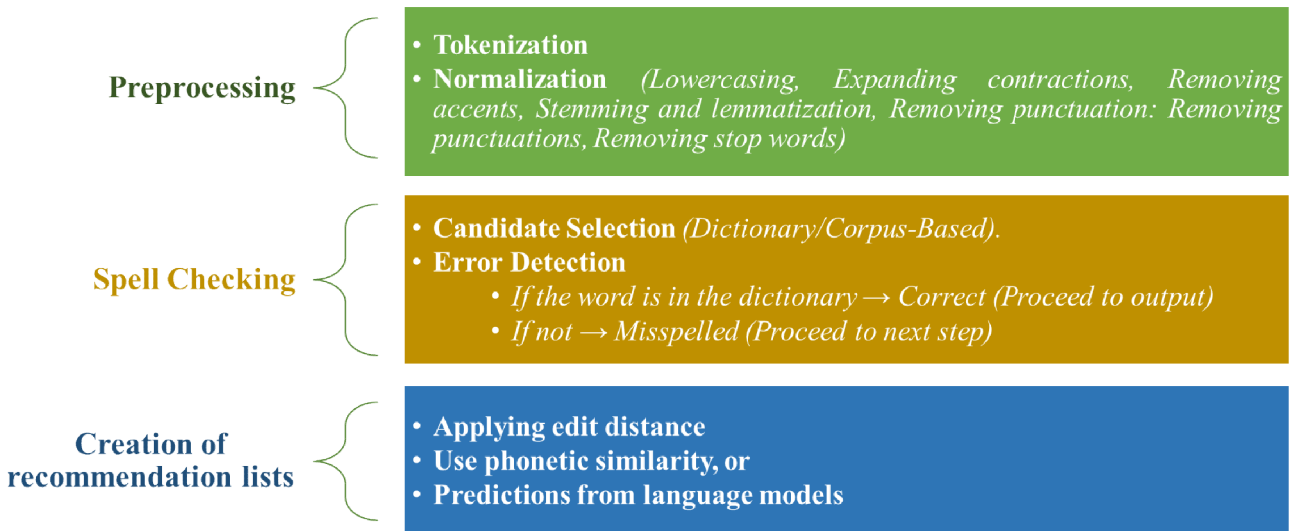 Preprocessing
• Tokenization
• Normalization (Lowercasing, Expanding contractions, Removing
accents, Stemming and lemmatization, Removing punctuation: Removing
punctuations, Removing stop words)
Spell Checking
• Candidate Selection (Dictionary/Corpus-Based).
• Error Detection
• If the word is in the dictionary → Correct (Proceed to output)
• If not → Misspelled (Proceed to next step)
Creation of
recommendation lists
• Applying edit distance
• Use phonetic similarity, or
• Predictions from language models